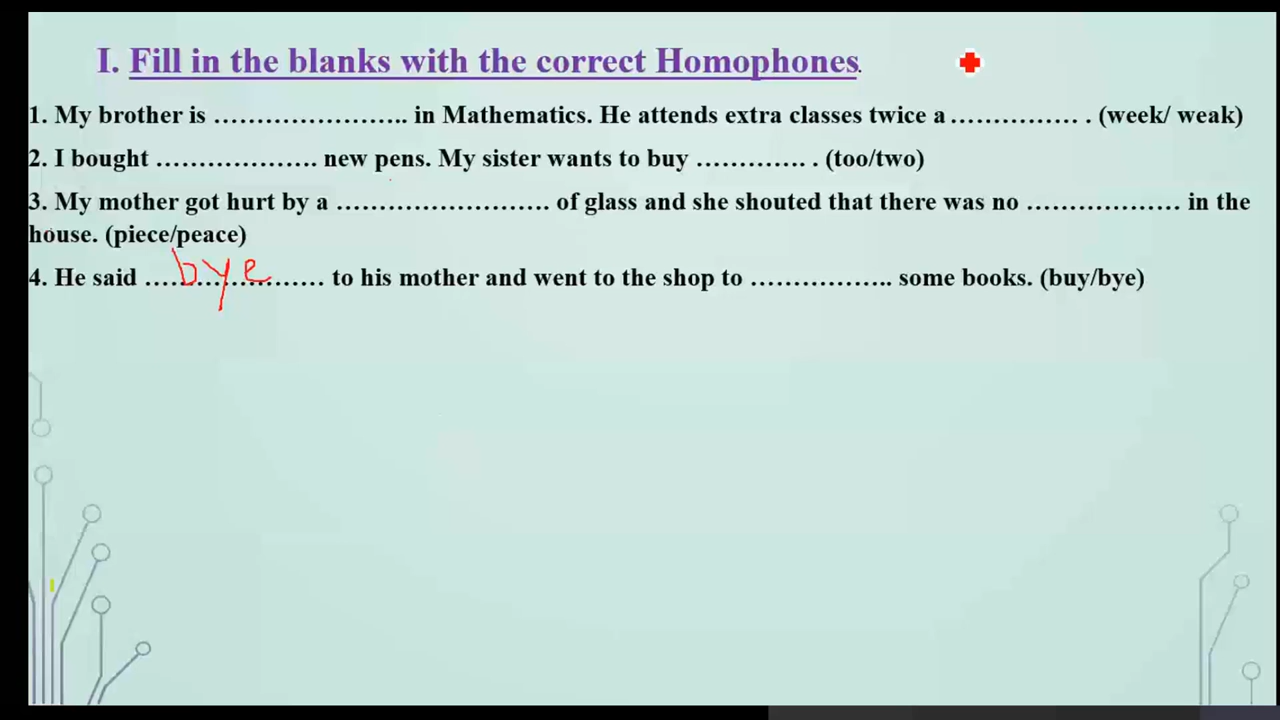 I. Fill in the blanks with the correct Homophones.
1. My brother is ………………….. in Mathematics. He attends extra classes twice a…………… . (week/ weak)
2. I bought ………………. new pens. My sister wants to buy …………. . (too/two)
3. My mother got hurt by a ……………………. of glass and she shouted that there was no ……………… in the
house. (piece/peace)
4. He said ……bye……… to his mother and went to the shop to …………….. some books. (buy/bye)